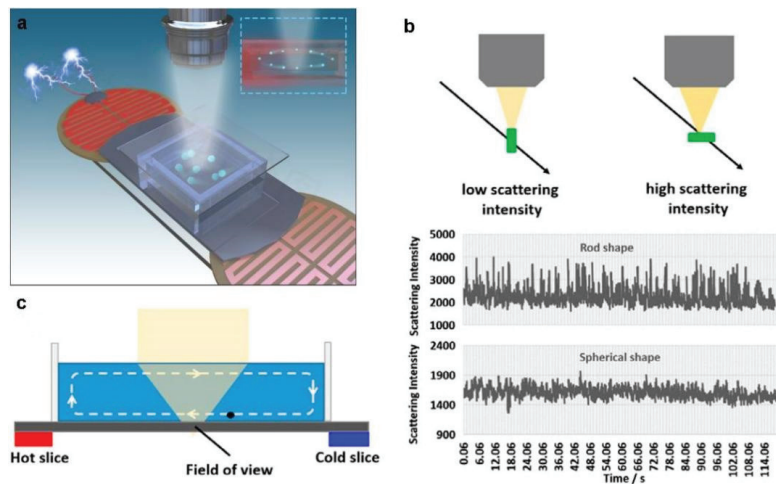 a
b
low scattering
intensity
high scattering
intensity
Scattering Intensity
5000
4000
3000
2000
1000
Rod shape
Scattering Intensity
2400
1900
1400
900
Spherical shape
0.06
6.06
12.06
18.06
24.06
30.06
36.06
42.06
48.06
54.06
60.06
66.06
72.06
78.06
84.06
90.06
96.06
102.06
108.06
114.06
Time / s
c
Hot slice
Field of view
Cold slice